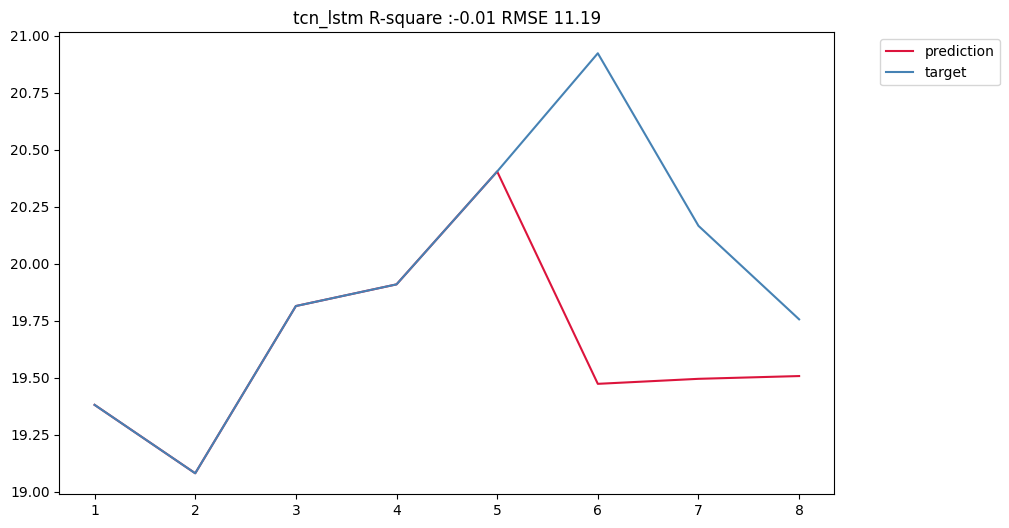 tcn_lstm R-square :-0.01 RMSE 11.19
prediction
target
21.00
20.75
20.50
20.25
20.00
19.75
19.50
19.25
19.00
1 2 3 4 5 6 7 8